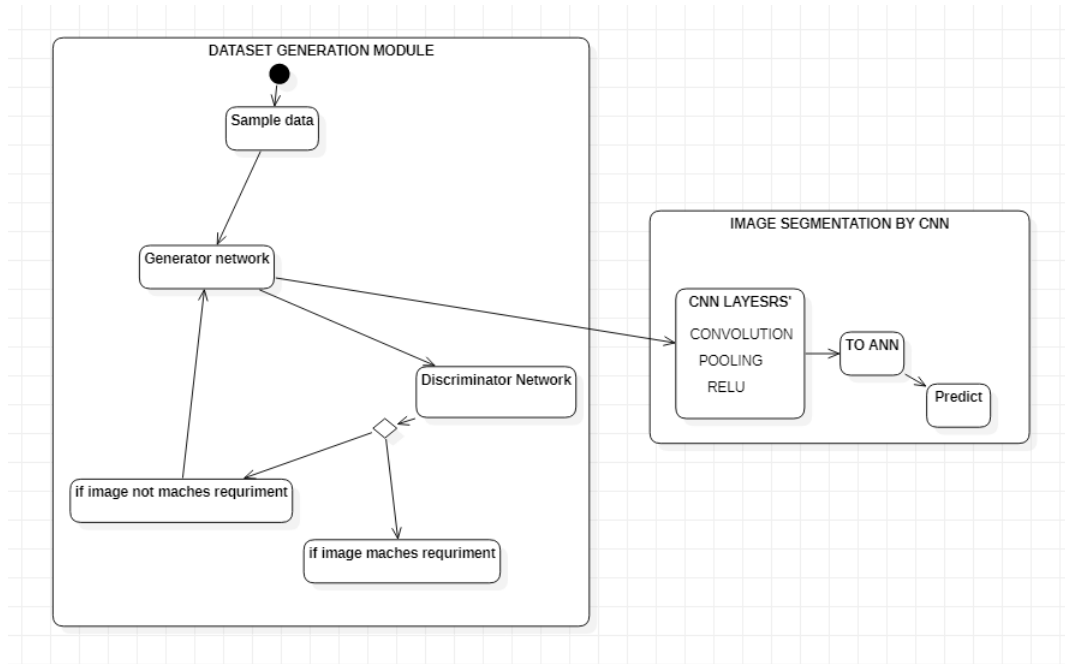 DATASET GENERATION MODULE
Sample data
Generator network
Discriminator Network
if image not maches requriment
if image maches requriment
IMAGE SEGMENTATION BY CNN
CNN LAYESRS'
CONVOLUTION
POOLING
RELU
TO ANN
Predict